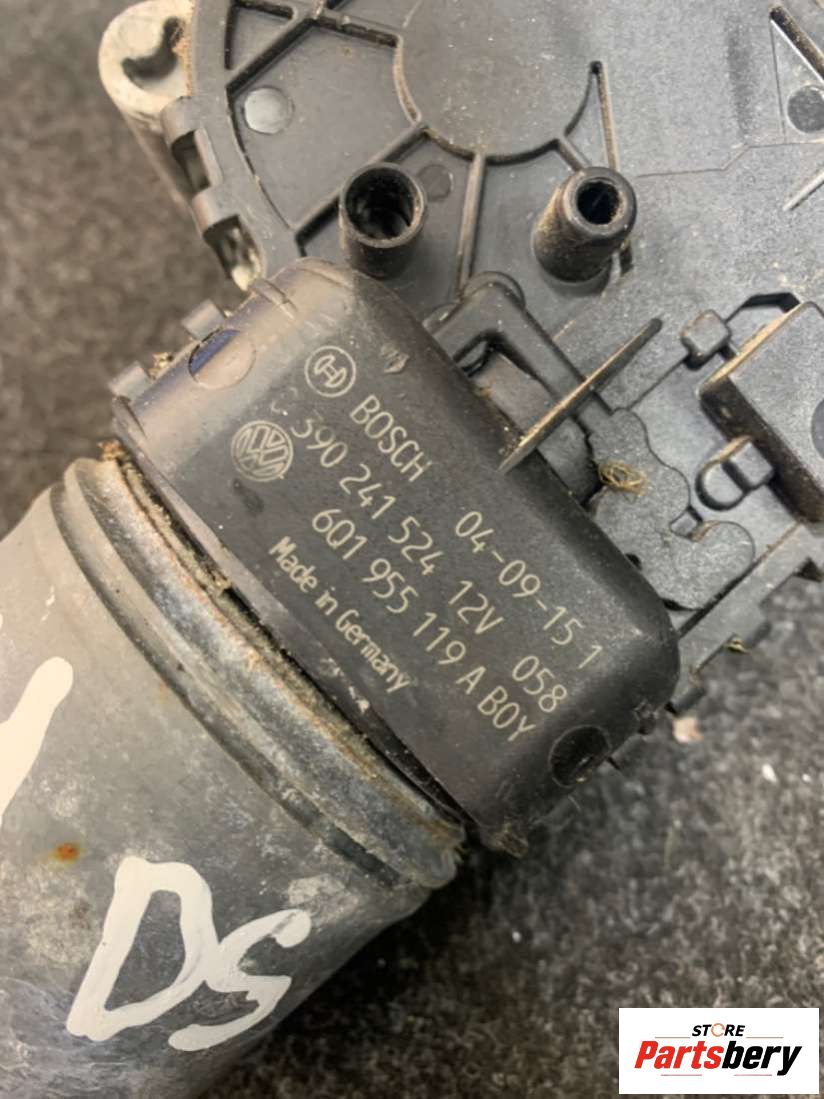 BOSCH 04-09-15 1
390 241 524 12V 058
6Q1 955 119 A B0Y
Made in Germany
DS
STORE
Partsbery